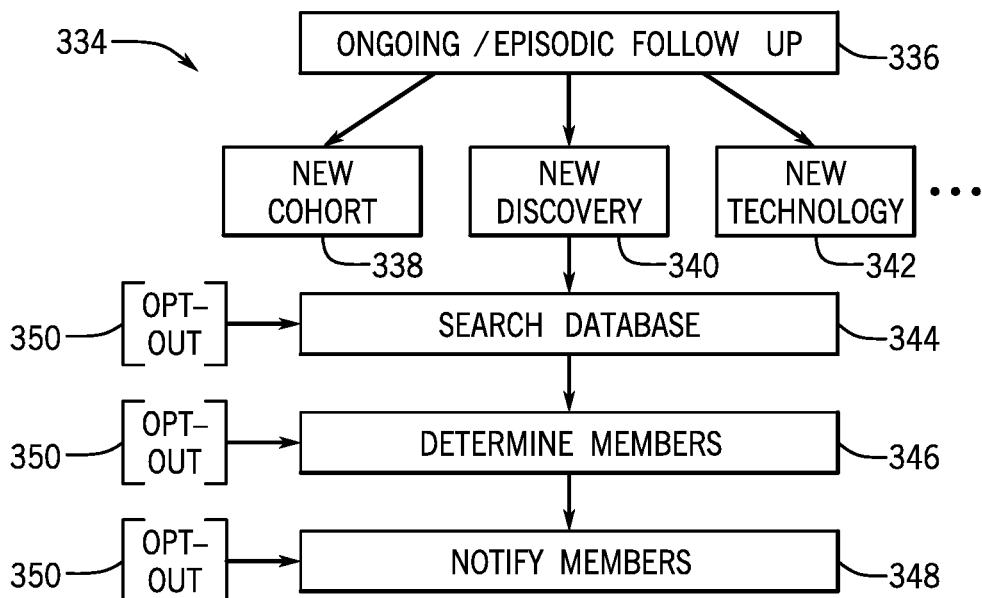 334
ONGOING /EPISODIC FOLLOW UP
336
NEW
COHORT
NEW
DISCOVERY
NEW
TECHNOLOGY
•••
338
340
342
350
OPT-
OUT
SEARCH DATABASE
344
350
OPT-
OUT
DETERMINE MEMBERS
346
350
OPT-
OUT
NOTIFY MEMBERS
348